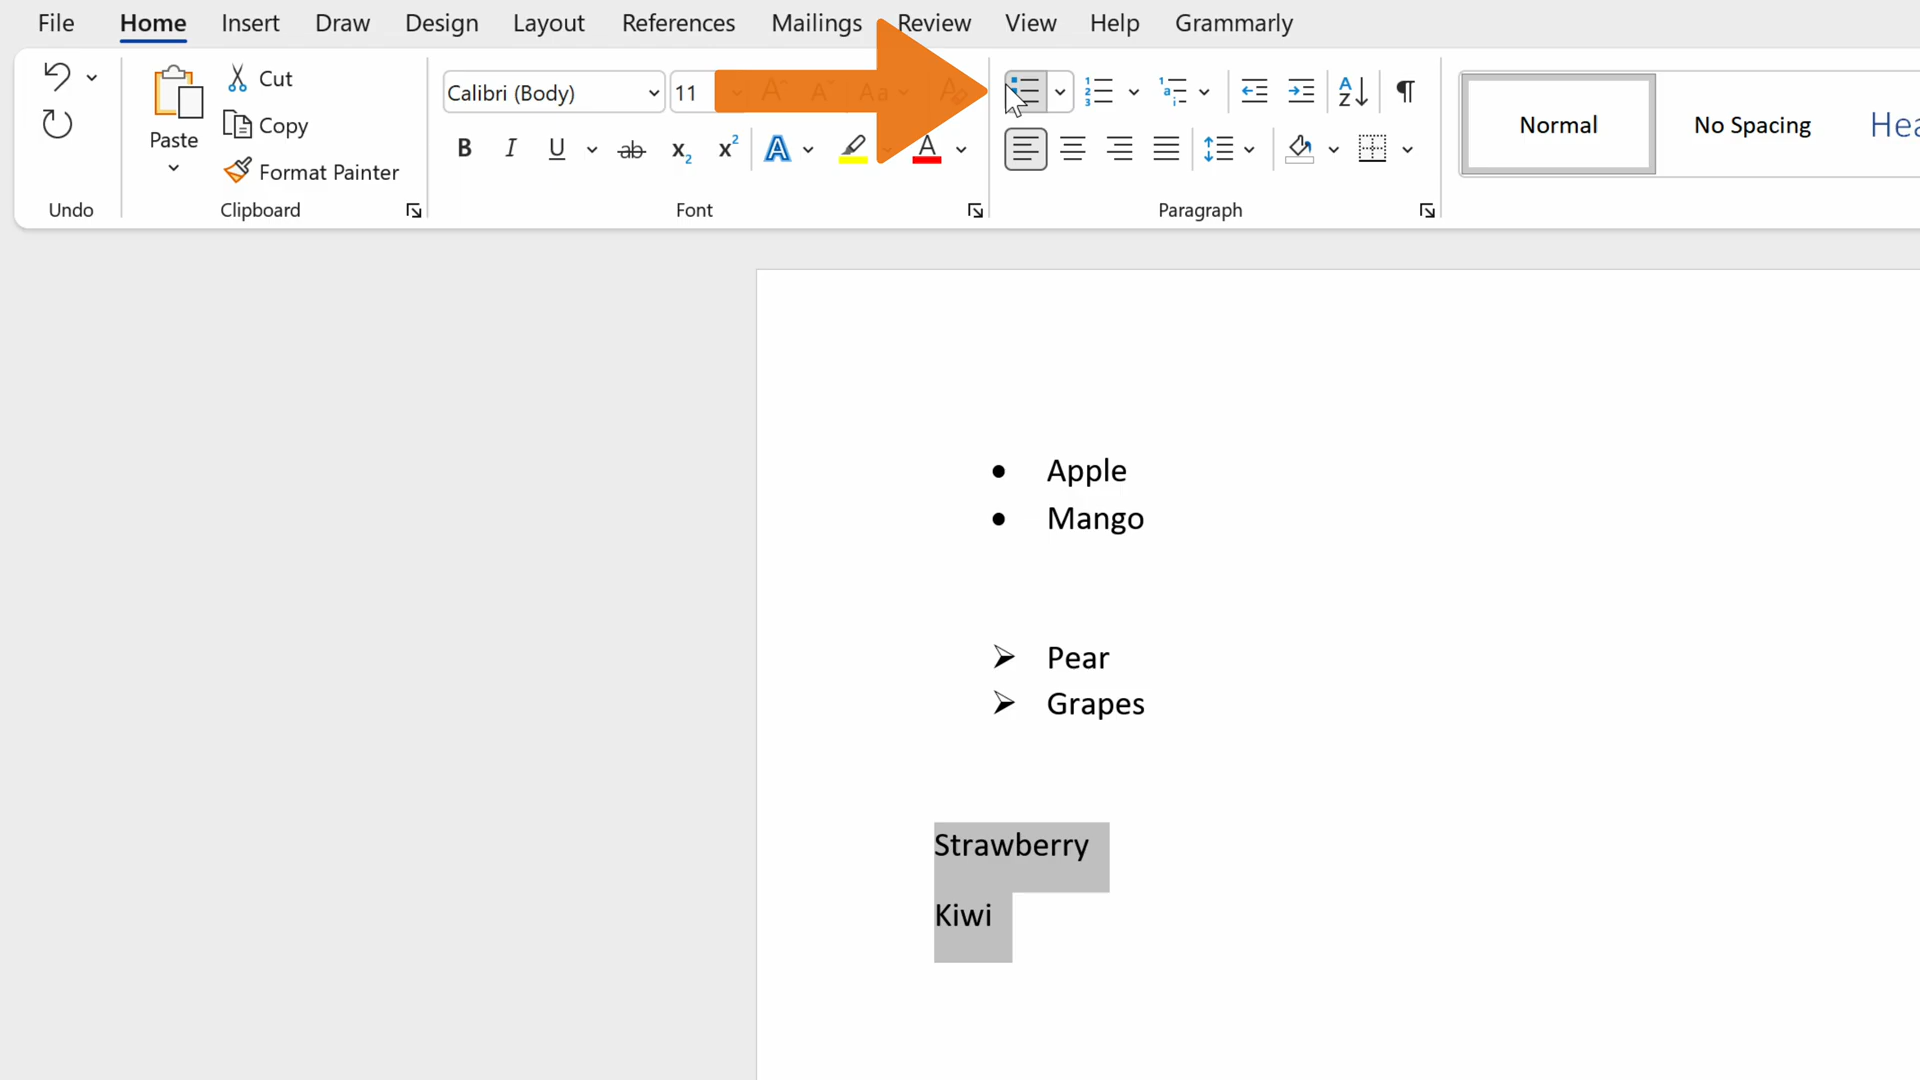 File Home Insert Draw Design Layout References Mailings Review View Help Grammarly
Cut
Calibri (Body) 11
Paste
Copy
Format Painter
Normal
No Spacing
Hea
Undo
Clipboard
Font
Paragraph
• Apple
• Mango
➢ Pear
➢ Grapes
Strawberry
Kiwi